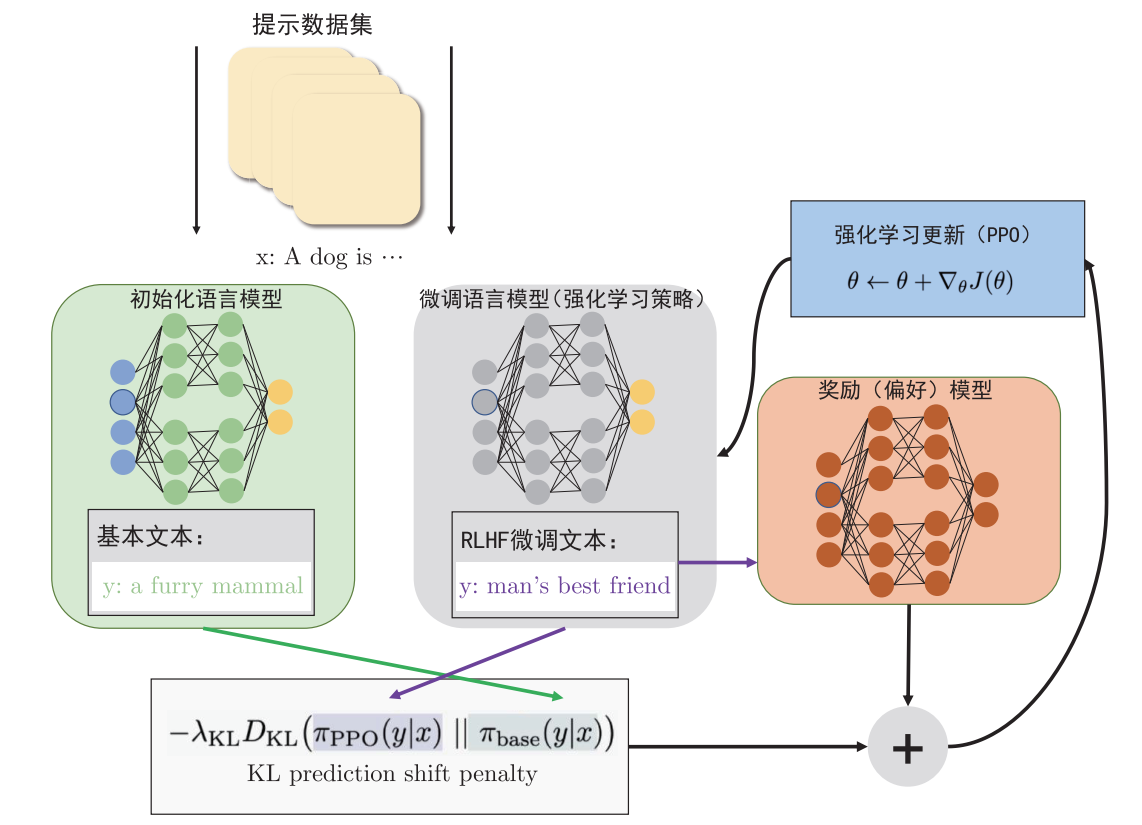 提示数据集
x: A dog is ···
初始化语言模型
微调语言模型（强化学习策略）
强化学习更新（PPO）
θ ← θ + ∇θJ(θ)
奖励（偏好）模型
基本文本：
y: a furry mammal
RLHF微调文本：
y: man's best friend
−λKL DKL(πPPO(y|x) || πbase(y|x))
KL prediction shift penalty
+